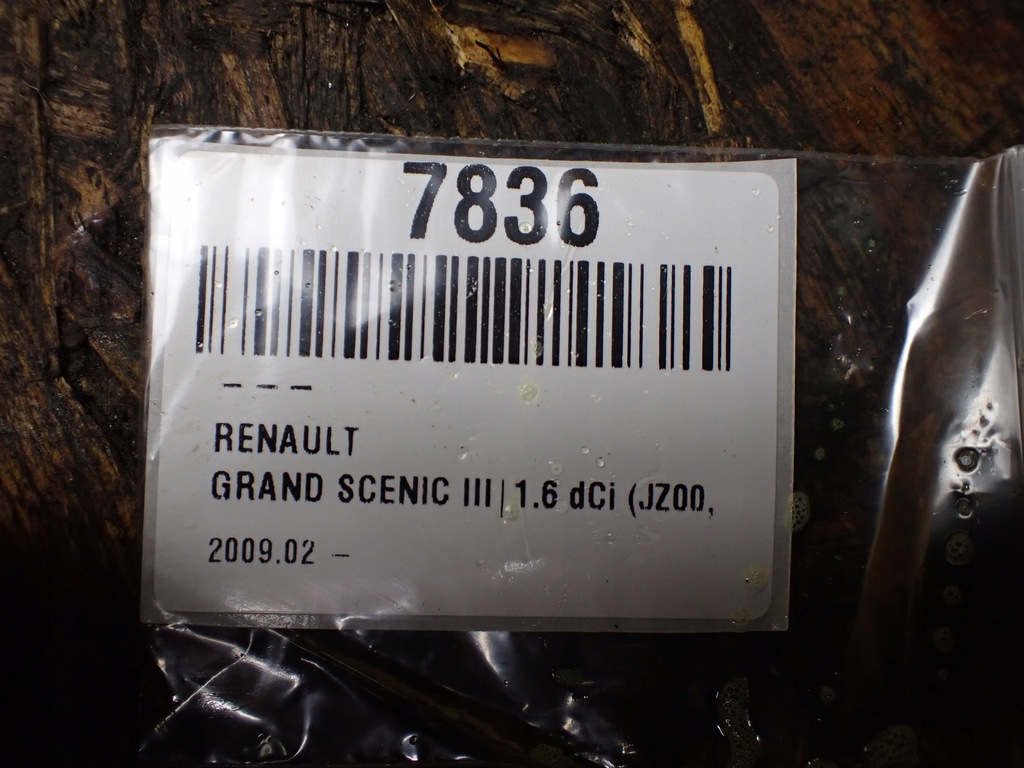 7836
– – –
RENAULT
GRAND SCENIC III | 1.6 dCi (JZ00,
2009.02 –